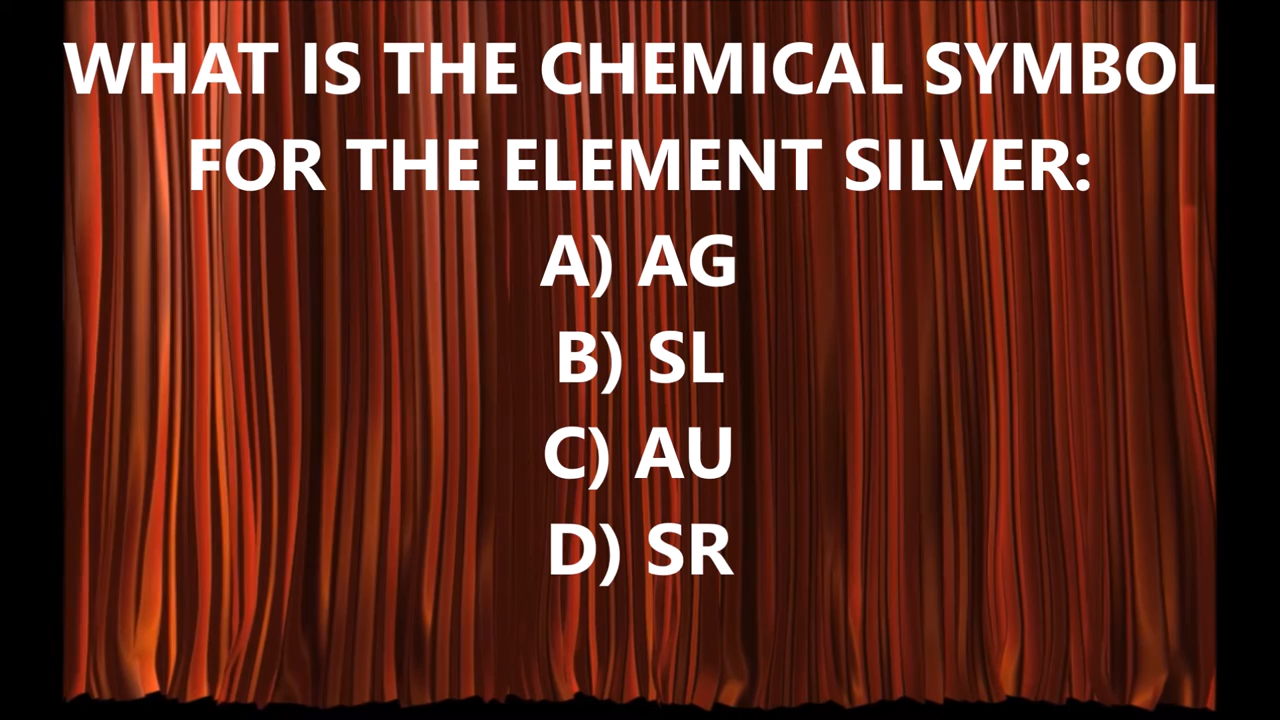 WHAT IS THE CHEMICAL SYMBOL
FOR THE ELEMENT SILVER:
A) AG
B) SL
C) AU
D) SR